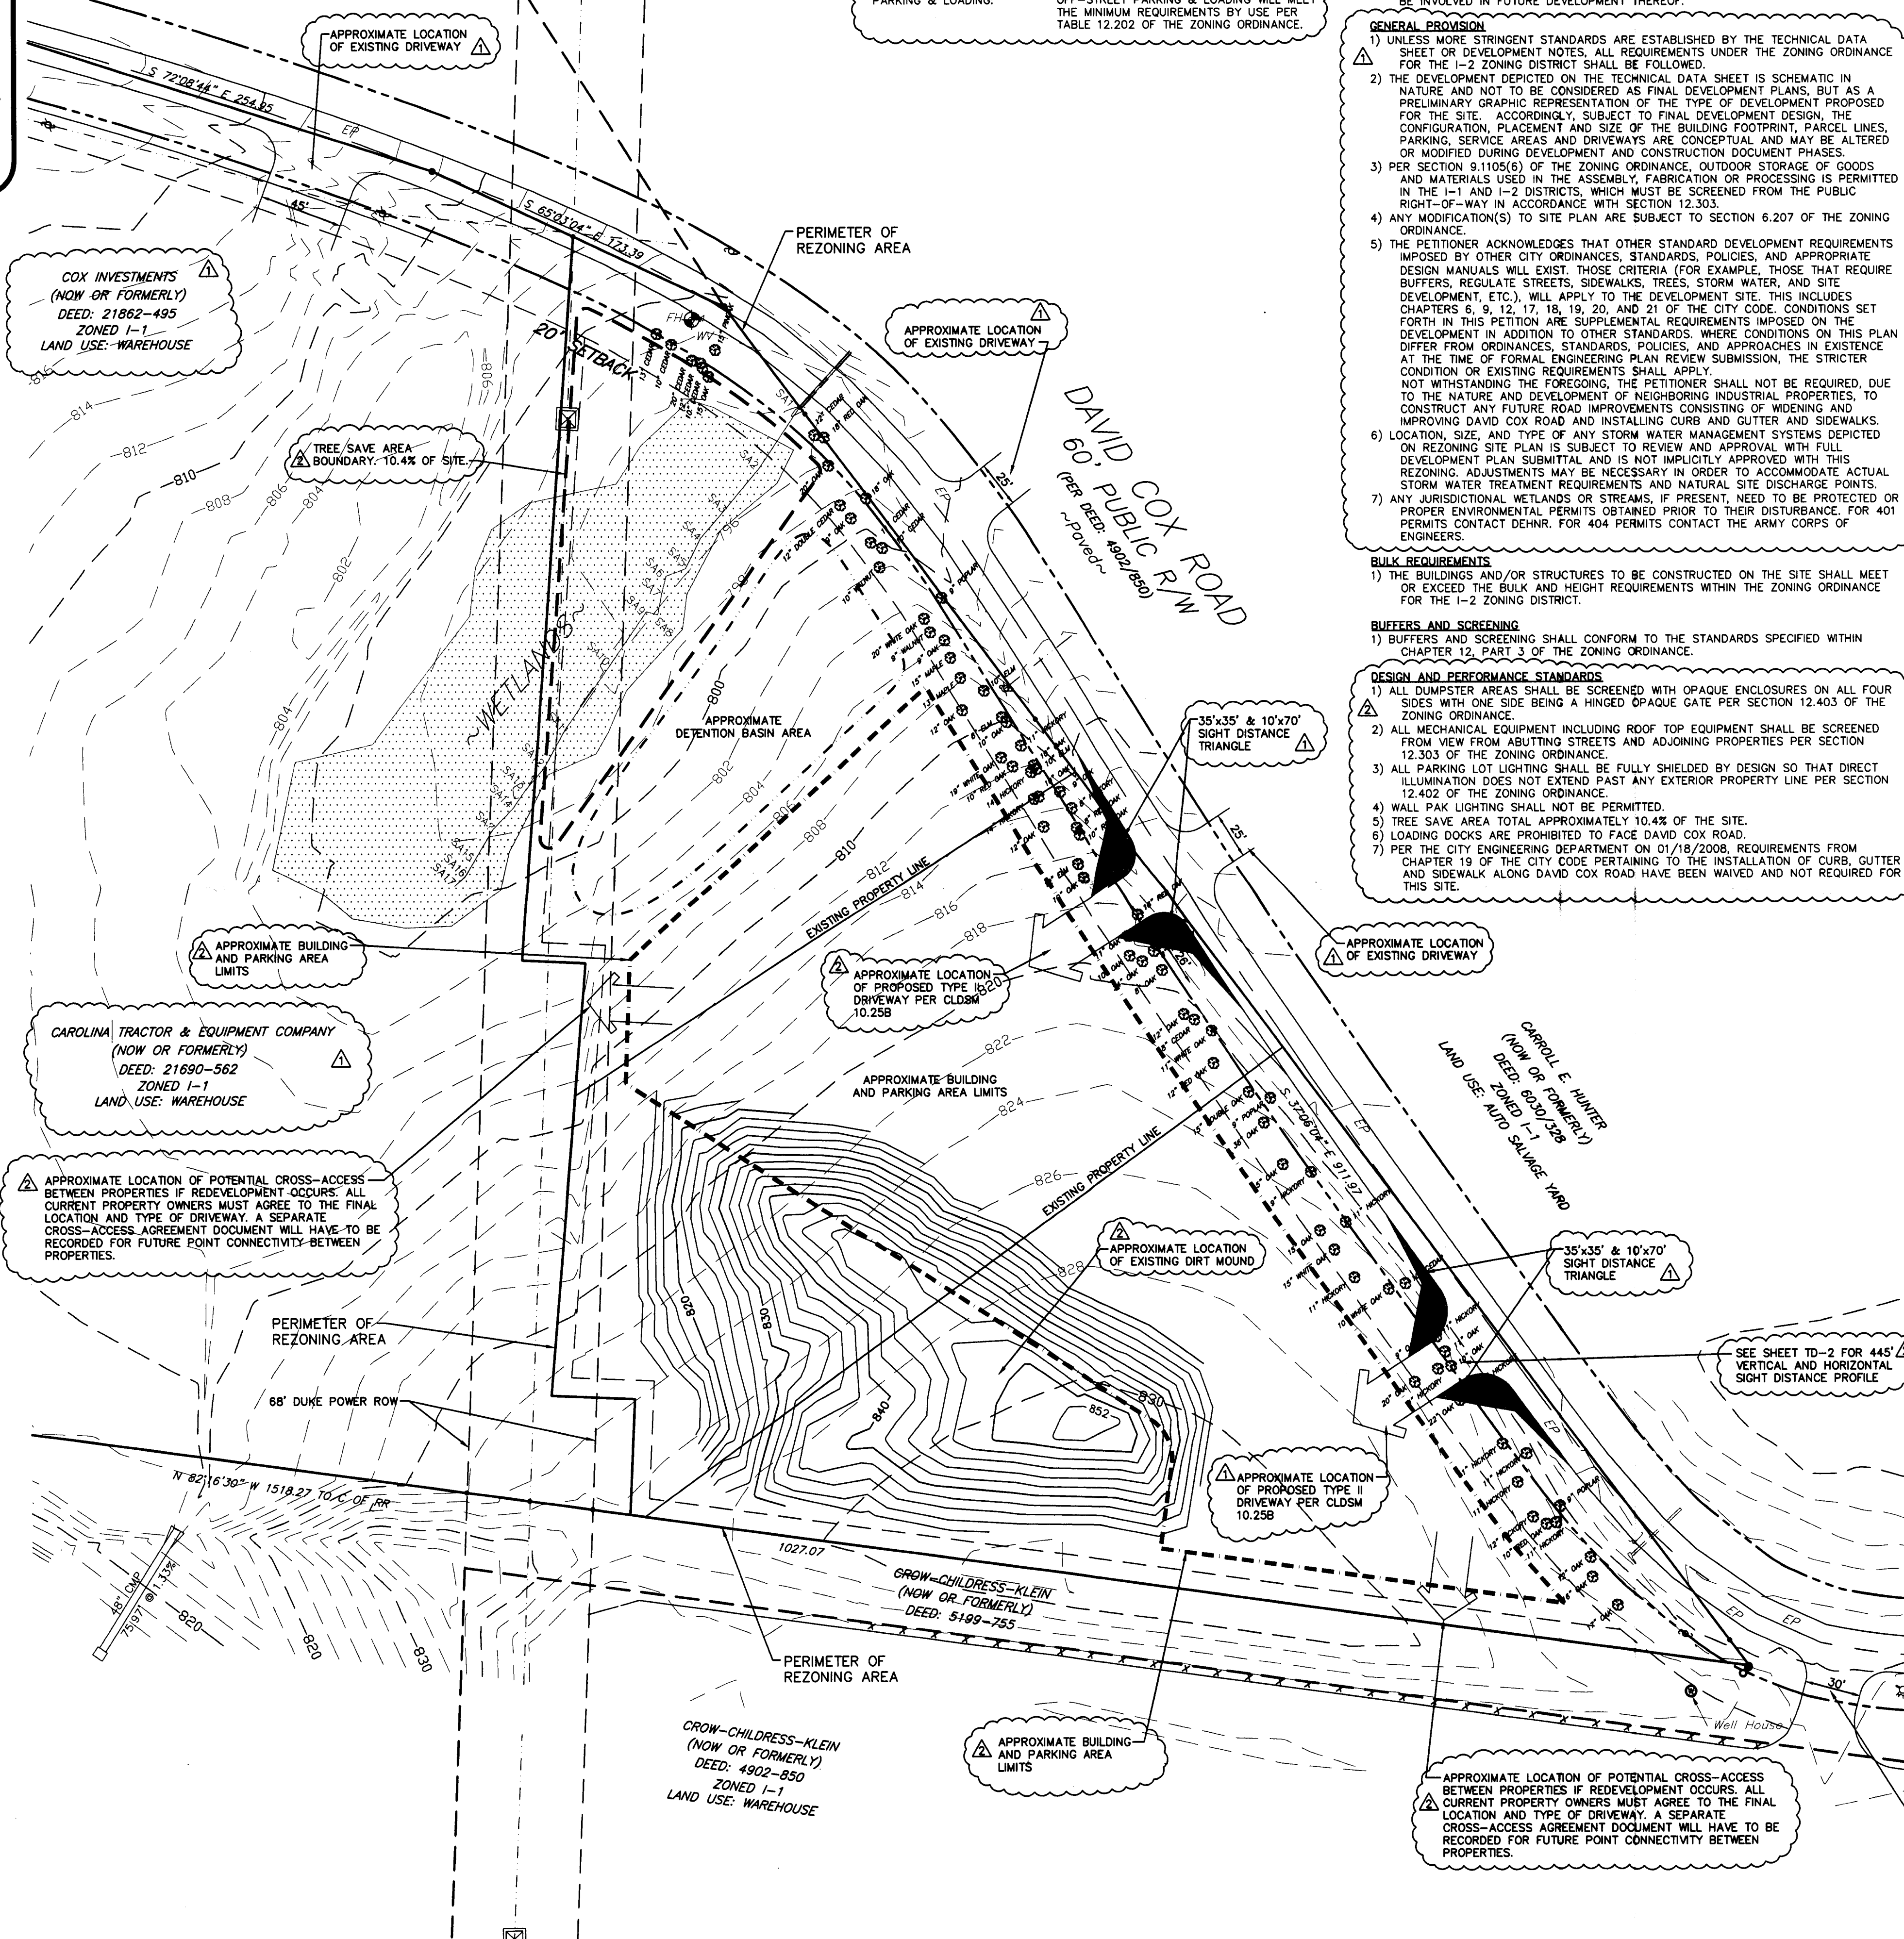 PARKING & LOADING:
OFF-STREET PARKING & LOADING WILL MEET
THE MINIMUM REQUIREMENTS BY USE PER
TABLE 12.202 OF THE ZONING ORDINANCE.
BE INVOLVED IN FUTURE DEVELOPMENT THEREOF.
GENERAL PROVISION
1) UNLESS MORE STRINGENT STANDARDS ARE ESTABLISHED BY THE TECHNICAL DATA
SHEET OR DEVELOPMENT NOTES, ALL REQUIREMENTS UNDER THE ZONING ORDINANCE
FOR THE I-2 ZONING DISTRICT SHALL BE FOLLOWED.
2) THE DEVELOPMENT DEPICTED ON THE TECHNICAL DATA SHEET IS SCHEMATIC IN
NATURE AND NOT TO BE CONSIDERED AS FINAL DEVELOPMENT PLANS, BUT AS A
PRELIMINARY GRAPHIC REPRESENTATION OF THE TYPE OF DEVELOPMENT PROPOSED
FOR THE SITE. ACCORDINGLY, SUBJECT TO FINAL DEVELOPMENT DESIGN, THE
CONFIGURATION, PLACEMENT AND SIZE OF THE BUILDING FOOTPRINT, PARCEL LINES,
PARKING, SERVICE AREAS AND DRIVEWAYS ARE CONCEPTUAL AND MAY BE ALTERED
OR MODIFIED DURING DEVELOPMENT AND CONSTRUCTION DOCUMENT PHASES.
3) PER SECTION 9.1105(6) OF THE ZONING ORDINANCE, OUTDOOR STORAGE OF GOODS
AND MATERIALS USED IN THE ASSEMBLY, FABRICATION OR PROCESSING IS PERMITTED
IN THE I-1 AND I-2 DISTRICTS, WHICH MUST BE SCREENED FROM THE PUBLIC
RIGHT-OF-WAY IN ACCORDANCE WITH SECTION 12.303.
4) ANY MODIFICATION(S) TO SITE PLAN ARE SUBJECT TO SECTION 6.207 OF THE ZONING
ORDINANCE.
5) THE PETITIONER ACKNOWLEDGES THAT OTHER STANDARD DEVELOPMENT REQUIREMENTS
IMPOSED BY OTHER CITY ORDINANCES, STANDARDS, POLICIES, AND APPROPRIATE
DESIGN MANUALS WILL EXIST. THOSE CRITERIA (FOR EXAMPLE, THOSE THAT REQUIRE
BUFFERS, REGULATE STREETS, SIDEWALKS, TREES, STORM WATER, AND SITE
DEVELOPMENT, ETC.), WILL APPLY TO THE DEVELOPMENT SITE. THIS INCLUDES
CHAPTERS 6, 9, 12, 17, 18, 19, 20, AND 21 OF THE CITY CODE. CONDITIONS SET
FORTH IN THIS PETITION ARE SUPPLEMENTAL REQUIREMENTS IMPOSED ON THE
DEVELOPMENT IN ADDITION TO OTHER STANDARDS. WHERE CONDITIONS ON THIS PLAN
DIFFER FROM ORDINANCES, STANDARDS, POLICIES, AND APPROACHES IN EXISTENCE
AT THE TIME OF FORMAL ENGINEERING PLAN REVIEW SUBMISSION, THE STRICTER
CONDITION OR EXISTING REQUIREMENTS SHALL APPLY.
NOT WITHSTANDING THE FOREGOING, THE PETITIONER SHALL NOT BE REQUIRED, DUE
TO THE NATURE AND DEVELOPMENT OF NEIGHBORING INDUSTRIAL PROPERTIES, TO
CONSTRUCT ANY FUTURE ROAD IMPROVEMENTS CONSISTING OF WIDENING AND
IMPROVING DAVID COX ROAD AND INSTALLING CURB AND GUTTER AND SIDEWALKS.
6) LOCATION, SIZE, AND TYPE OF ANY STORM WATER MANAGEMENT SYSTEMS DEPICTED
ON REZONING SITE PLAN IS SUBJECT TO REVIEW AND APPROVAL WITH FULL
DEVELOPMENT PLAN SUBMITTAL AND IS NOT IMPLICITLY APPROVED WITH THIS
REZONING. ADJUSTMENTS MAY BE NECESSARY IN ORDER TO ACCOMMODATE ACTUAL
STORM WATER TREATMENT REQUIREMENTS AND NATURAL SITE DISCHARGE POINTS.
7) ANY JURISDICTIONAL WETLANDS OR STREAMS, IF PRESENT, NEED TO BE PROTECTED OR
PROPER ENVIRONMENTAL PERMITS OBTAINED PRIOR TO THEIR DISTURBANCE. FOR 401
PERMITS CONTACT DEHNR. FOR 404 PERMITS CONTACT THE ARMY CORPS OF
ENGINEERS.
BULK REQUIREMENTS
1) THE BUILDINGS AND/OR STRUCTURES TO BE CONSTRUCTED ON THE SITE SHALL MEET
OR EXCEED THE BULK AND HEIGHT REQUIREMENTS WITHIN THE ZONING ORDINANCE
FOR THE I-2 ZONING DISTRICT.
BUFFERS AND SCREENING
1) BUFFERS AND SCREENING SHALL CONFORM TO THE STANDARDS SPECIFIED WITHIN
CHAPTER 12, PART 3 OF THE ZONING ORDINANCE.
DESIGN AND PERFORMANCE STANDARDS
1) ALL DUMPSTER AREAS SHALL BE SCREENED WITH OPAQUE ENCLOSURES ON ALL FOUR
SIDES WITH ONE SIDE BEING A HINGED OPAQUE GATE PER SECTION 12.403 OF THE
ZONING ORDINANCE.
2) ALL MECHANICAL EQUIPMENT INCLUDING ROOF TOP EQUIPMENT SHALL BE SCREENED
FROM VIEW FROM ABUTTING STREETS AND ADJOINING PROPERTIES PER SECTION
12.303 OF THE ZONING ORDINANCE.
3) ALL PARKING LOT LIGHTING SHALL BE FULLY SHIELDED BY DESIGN SO THAT DIRECT
ILLUMINATION DOES NOT EXTEND PAST ANY EXTERIOR PROPERTY LINE PER SECTION
12.402 OF THE ZONING ORDINANCE.
4) WALL PAK LIGHTING SHALL NOT BE PERMITTED.
5) TREE SAVE AREA TOTAL APPROXIMATELY 10.4% OF THE SITE.
6) LOADING DOCKS ARE PROHIBITED TO FACE DAVID COX ROAD.
7) PER THE CITY ENGINEERING DEPARTMENT ON 01/18/2008, REQUIREMENTS FROM
CHAPTER 19 OF THE CITY CODE PERTAINING TO THE INSTALLATION OF CURB, GUTTER
AND SIDEWALK ALONG DAVID COX ROAD HAVE BEEN WAIVED AND NOT REQUIRED FOR
THIS SITE.
APPROXIMATE LOCATION
OF EXISTING DRIVEWAY
S 72°08'44" E 254.95
EP
S 65°03'04" E 173.39
45'
PERIMETER OF
REZONING AREA
COX INVESTMENTS
(NOW OR FORMERLY)
DEED: 21862-495
ZONED I-1
LAND USE: WAREHOUSE
20' SETBACK
APPROXIMATE LOCATION
OF EXISTING DRIVEWAY
DAVID COX ROAD
60' PUBLIC R/W
(PER DEED: 4902/850)
~Paved~
TREE SAVE AREA
BOUNDARY. 10.4% OF SITE.
~WETLANDS~
APPROXIMATE
DETENTION BASIN AREA
35'x35' & 10'x70'
SIGHT DISTANCE
TRIANGLE
EXISTING PROPERTY LINE
APPROXIMATE BUILDING
AND PARKING AREA
LIMITS
APPROXIMATE LOCATION
OF PROPOSED TYPE II
DRIVEWAY PER CLDSM
10.25B
APPROXIMATE LOCATION
OF EXISTING DRIVEWAY
CAROLINA TRACTOR & EQUIPMENT COMPANY
(NOW OR FORMERLY)
DEED: 21690-562
ZONED I-1
LAND USE: WAREHOUSE
APPROXIMATE BUILDING
AND PARKING AREA LIMITS
CARROLL E. HUNTER
(NOW OR FORMERLY)
DEED: 6030/328
ZONED I-1
LAND USE: AUTO SALVAGE YARD
S 37°06'04" E 911.97
EXISTING PROPERTY LINE
APPROXIMATE LOCATION OF POTENTIAL CROSS-ACCESS
BETWEEN PROPERTIES IF REDEVELOPMENT OCCURS. ALL
CURRENT PROPERTY OWNERS MUST AGREE TO THE FINAL
LOCATION AND TYPE OF DRIVEWAY. A SEPARATE
CROSS-ACCESS AGREEMENT DOCUMENT WILL HAVE TO BE
RECORDED FOR FUTURE POINT CONNECTIVITY BETWEEN
PROPERTIES.
APPROXIMATE LOCATION
OF EXISTING DIRT MOUND
35'x35' & 10'x70'
SIGHT DISTANCE
TRIANGLE
PERIMETER OF
REZONING AREA
SEE SHEET TD-2 FOR 445'
VERTICAL AND HORIZONTAL
SIGHT DISTANCE PROFILE
68' DUKE POWER ROW
N 82°16'30" W 1518.27 TO C OF RR
APPROXIMATE LOCATION
OF PROPOSED TYPE II
DRIVEWAY PER CLDSM
10.25B
48" CMP
1027.07
CROW-CHILDRESS-KLEIN
(NOW OR FORMERLY)
DEED: 5199-755
PERIMETER OF
REZONING AREA
CROW-CHILDRESS-KLEIN
(NOW OR FORMERLY)
DEED: 4902-850
ZONED I-1
LAND USE: WAREHOUSE
APPROXIMATE BUILDING
AND PARKING AREA
LIMITS
Well House
30'
APPROXIMATE LOCATION OF POTENTIAL CROSS-ACCESS
BETWEEN PROPERTIES IF REDEVELOPMENT OCCURS. ALL
CURRENT PROPERTY OWNERS MUST AGREE TO THE FINAL
LOCATION AND TYPE OF DRIVEWAY. A SEPARATE
CROSS-ACCESS AGREEMENT DOCUMENT WILL HAVE TO BE
RECORDED FOR FUTURE POINT CONNECTIVITY BETWEEN
PROPERTIES.